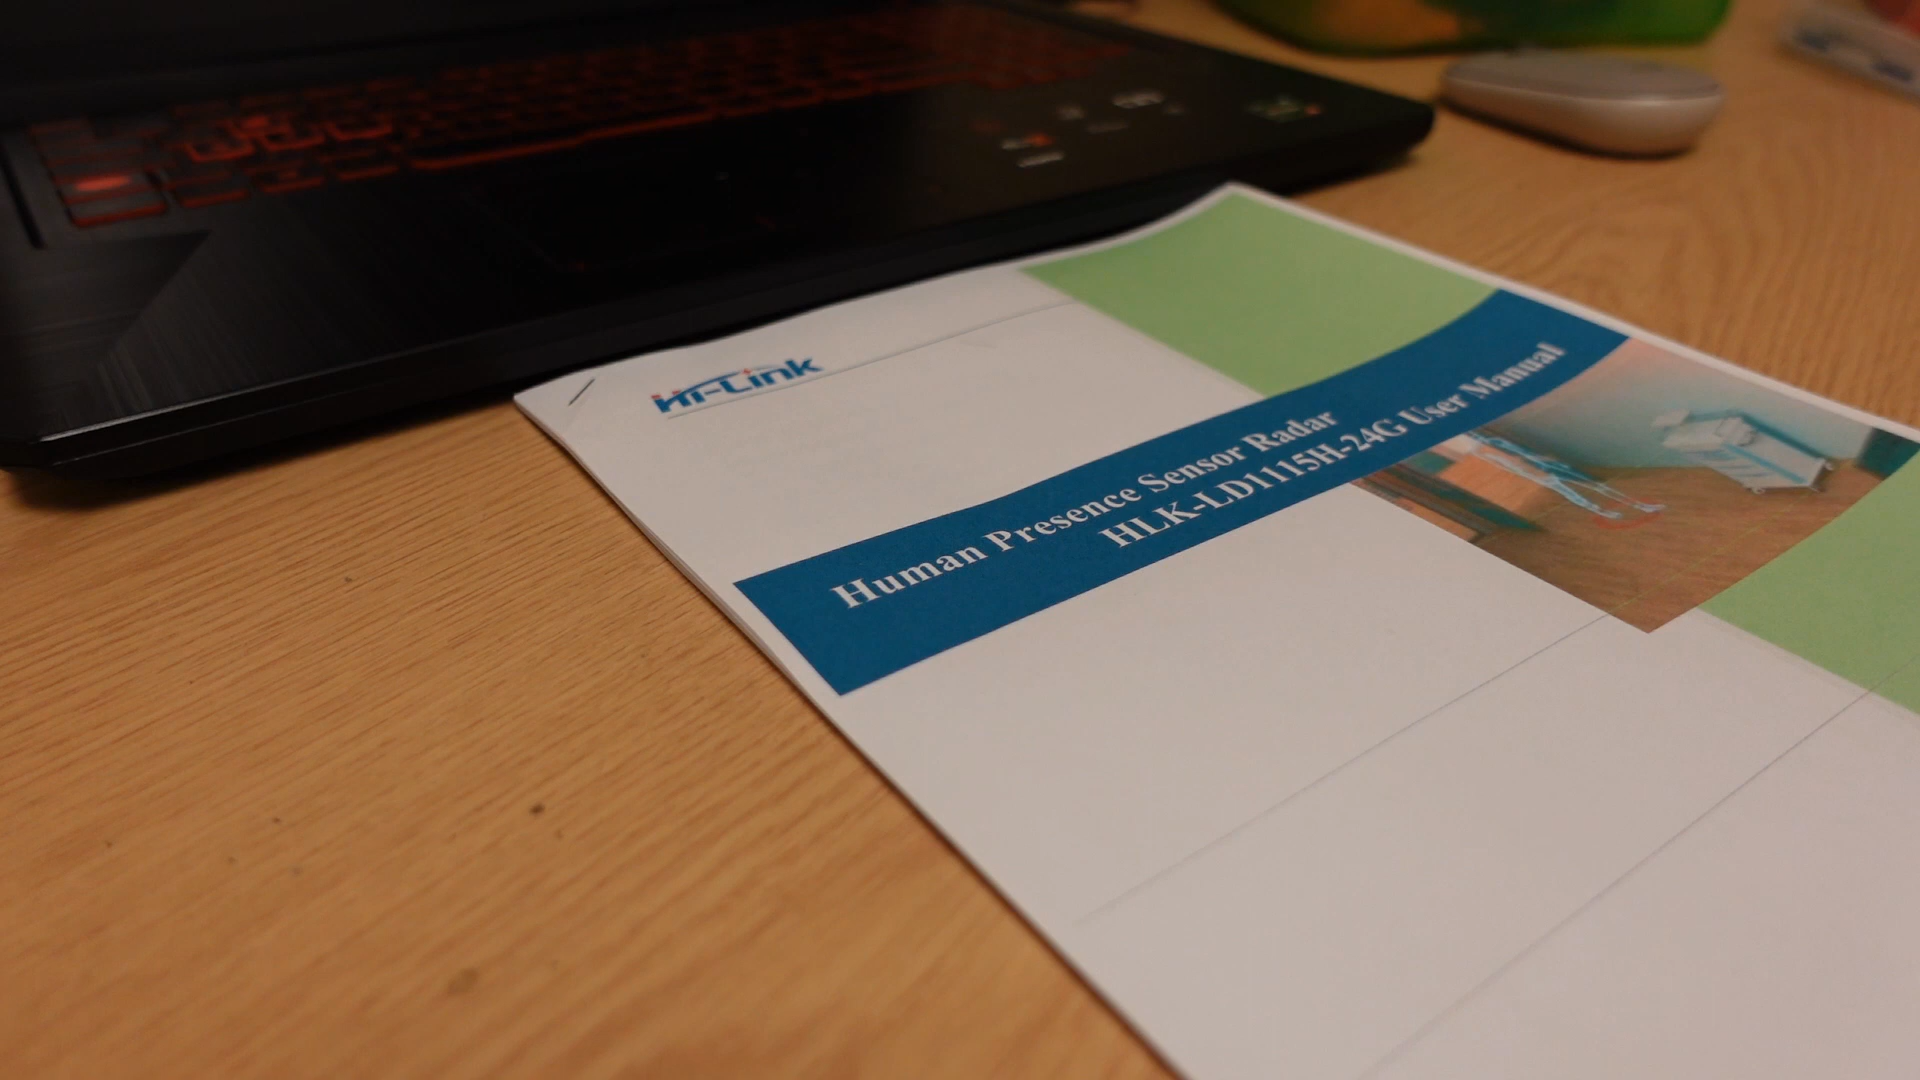 Hi-Link
Human Presence Sensor Radar
HLK-LD1115H-24G User Manual